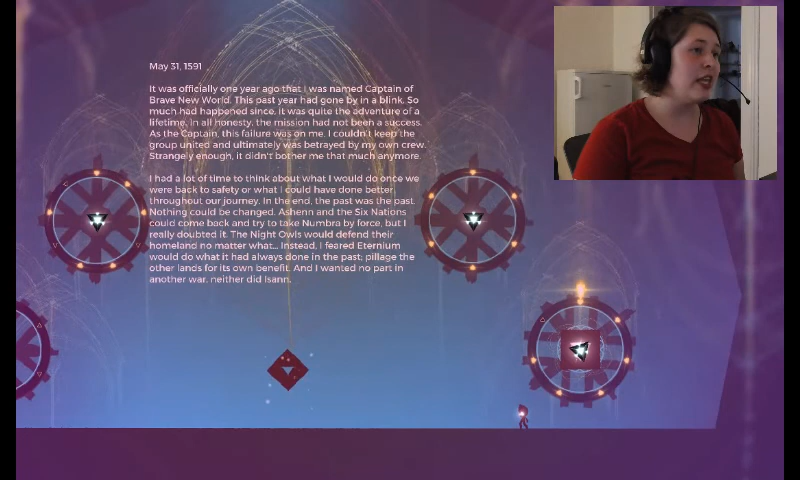 May 31, 1591
It was officially one year ago that I was named Captain of
Brave New World. This past year had gone by in a blink. So
much had happened since. It was quite the adventure of a
lifetime. In all honesty, the mission had not been a success.
As the Captain, this failure was on me. I couldn't keep the
group united and ultimately was betrayed by my own crew.
Strangely enough, it didn't bother me that much anymore.
I had a lot of time to think about what I would do once we
were back to safety or what I could have done better
throughout our journey. In the end, the past was the past.
Nothing could be changed. Ashenn and the Six Nations
could come back and try to take Numbra by force, but I
really doubted it. The Night Owls would defend their
homeland no matter what... Instead, I feared Eternium
would do what it had always done in the past; pillage the
other lands for its own benefit. And I wanted no part in
another war, neither did Isann.